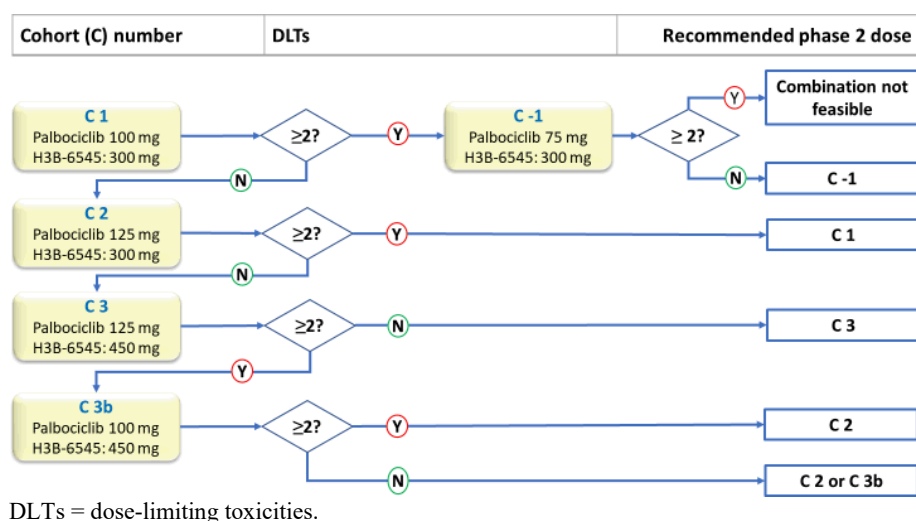 Cohort (C) number DLTs Recommended phase 2 dose
Combination not
feasible
C 1
Palbociclib 100 mg
H3B-6545: 300 mg
≥2?
Y
C -1
Palbociclib 75 mg
H3B-6545: 300 mg
≥ 2?
Y
N
C -1
N
C 2
Palbociclib 125 mg
H3B-6545: 300 mg
≥2?
Y
C 1
N
C 3
Palbociclib 125 mg
H3B-6545: 450 mg
≥2?
N
C 3
Y
C 3b
Palbociclib 100 mg
H3B-6545: 450 mg
≥2?
Y
C 2
N
C 2 or C 3b
DLTs = dose-limiting toxicities.